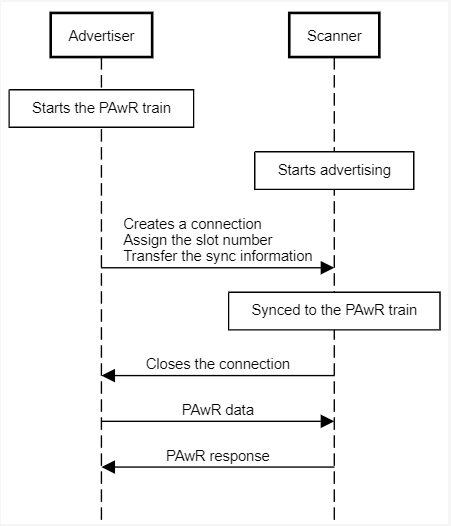 Advertiser
Scanner
Starts the PAwR train
Starts advertising
Creates a connection
Assign the slot number
Transfer the sync information
Synced to the PAwR train
Closes the connection
PAwR data
PAwR response